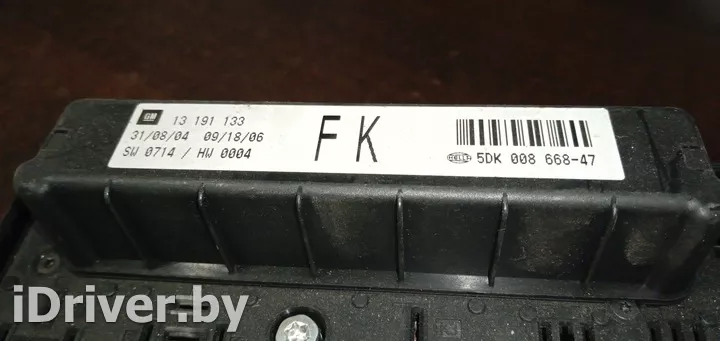 GM 13 191 133
31/08/04 09/18/06
SW 0714 / HW 0004
FK
HELLA 5DK 008 668-47
iDriver.by